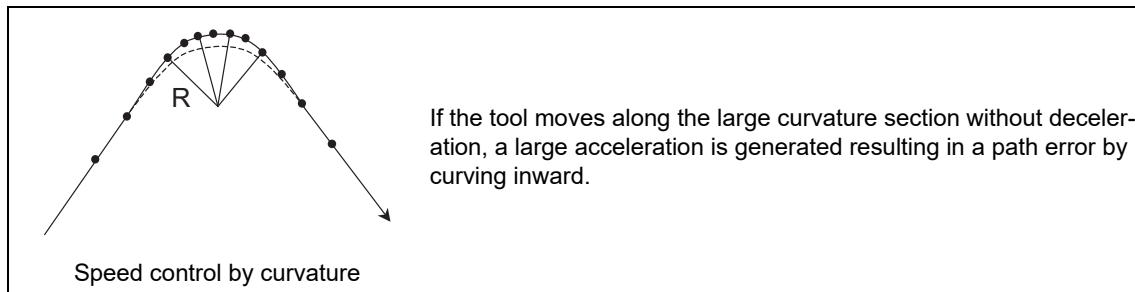 R
If the tool moves along the large curvature section without deceler-
ation, a large acceleration is generated resulting in a path error by
curving inward.
Speed control by curvature